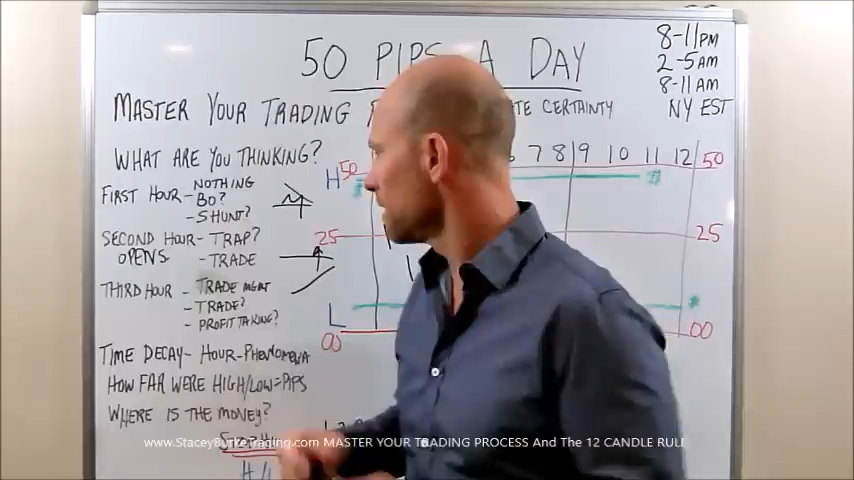 50 PIPS A DAY
8-11PM
2-5AM
8-11AM
NY EST
MASTER YOUR TRADING CERTAINTY
WHAT ARE YOU THINKING?
FIRST HOUR - NOTHING
- BO?
- SHUNT?
SECOND HOUR - TRAP?
OPENS - TRADE
THIRD HOUR - TRADE MGMT
- TRADE?
- PROFIT TAKING?
TIME DECAY - HOUR - PHENOMENA
HOW FAR WERE HIGH/LOW = PIPS
WHERE IS THE MONEY?
7 8 9 10 11 12
H 50 50
25 25
L
00 00
www.StaceyBurkeTrading.com MASTER YOUR TRADING PROCESS And The 12 CANDLE RULE